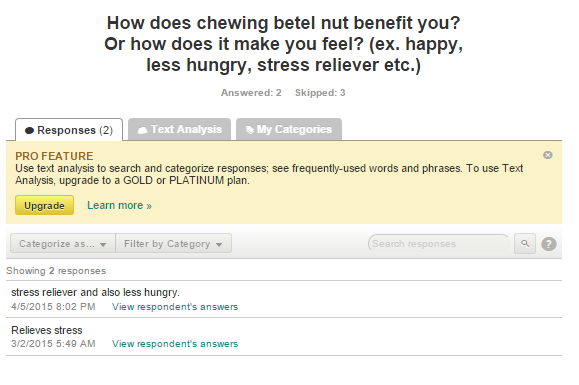 How does chewing betel nut benefit you?
Or how does it make you feel? (ex. happy,
less hungry, stress reliever etc.)
Answered: 2 Skipped: 3
Responses (2) Text Analysis My Categories
PRO FEATURE
Use text analysis to search and categorize responses; see frequently-used words and phrases. To use Text
Analysis, upgrade to a GOLD or PLATINUM plan.
Upgrade Learn more »
Categorize as... Filter by Category Search responses ?
Showing 2 responses
stress reliever and also less hungry.
4/5/2015 8:02 PM View respondent's answers
Relieves stress
3/2/2015 5:49 AM View respondent's answers